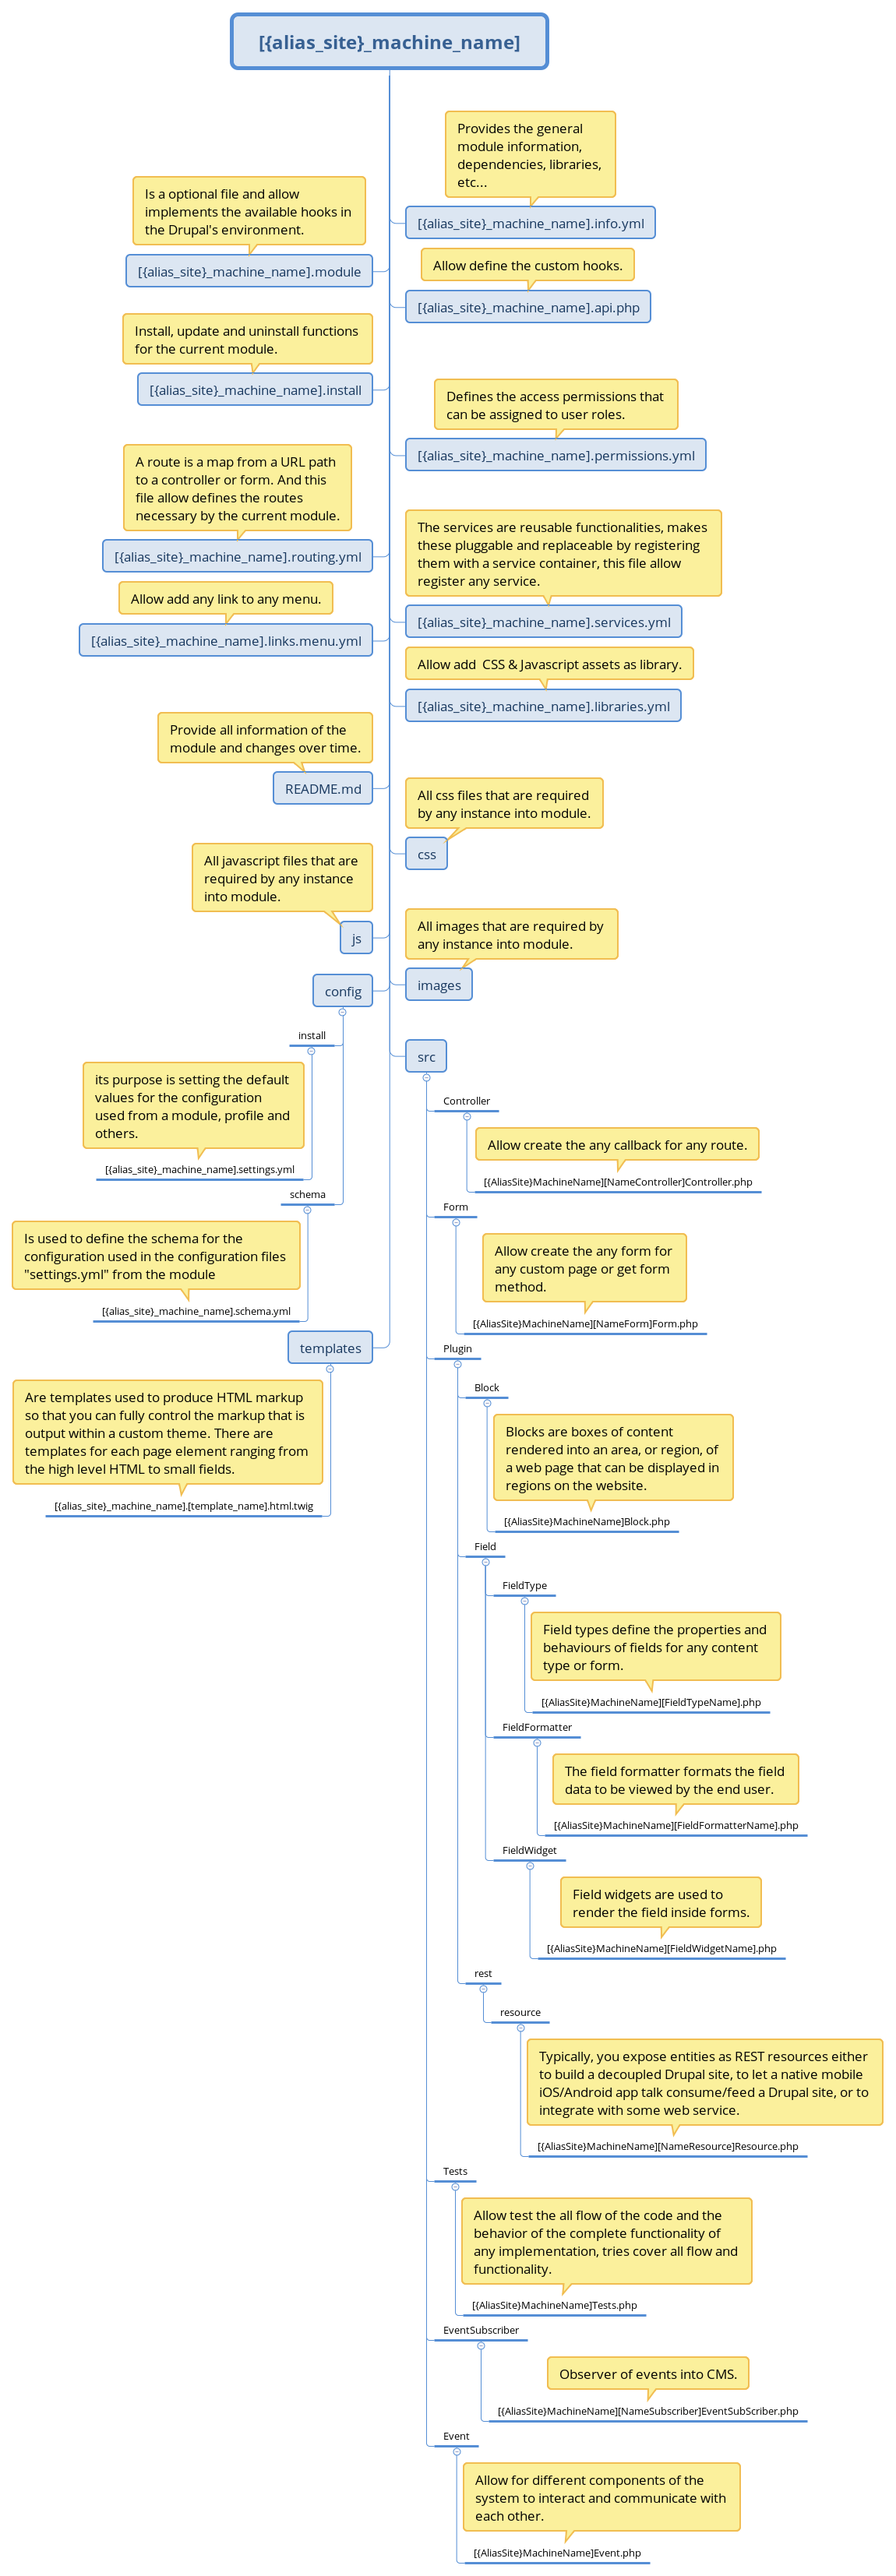 [{alias_site}_machine_name]
Provides the general
module information,
dependencies, libraries,
etc...
[{alias_site}_machine_name].info.yml
Is a optional file and allow
implements the available hooks in
the Drupal's environment.
[{alias_site}_machine_name].module
Allow define the custom hooks.
[{alias_site}_machine_name].api.php
Install, update and uninstall functions
for the current module.
[{alias_site}_machine_name].install
Defines the access permissions that
can be assigned to user roles.
[{alias_site}_machine_name].permissions.yml
A route is a map from a URL path
to a controller or form. And this
file allow defines the routes
necessary by the current module.
[{alias_site}_machine_name].routing.yml
The services are reusable functionalities, makes
these pluggable and replaceable by registering
them with a service container, this file allow
register any service.
[{alias_site}_machine_name].services.yml
Allow add any link to any menu.
[{alias_site}_machine_name].links.menu.yml
Allow add  CSS & Javascript assets as library.
[{alias_site}_machine_name].libraries.yml
Provide all information of the
module and changes over time.
README.md
All css files that are required
by any instance into module.
css
All javascript files that are
required by any instance
into module.
js
All images that are required by
any instance into module.
images
config
install
its purpose is setting the default
values for the configuration
used from a module, profile and
others.
[{alias_site}_machine_name].settings.yml
schema
Is used to define the schema for the
configuration used in the configuration files
"settings.yml" from the module
[{alias_site}_machine_name].schema.yml
templates
Are templates used to produce HTML markup
so that you can fully control the markup that is
output within a custom theme. There are
templates for each page element ranging from
the high level HTML to small fields.
[{alias_site}_machine_name].[template_name].html.twig
src
Controller
Allow create the any callback for any route.
[{AliasSite}MachineName][NameController]Controller.php
Form
Allow create the any form for
any custom page or get form
method.
[{AliasSite}MachineName][NameForm]Form.php
Plugin
Block
Blocks are boxes of content
rendered into an area, or region, of
a web page that can be displayed in
regions on the website.
[{AliasSite}MachineName]Block.php
Field
FieldType
Field types define the properties and
behaviours of fields for any content
type or form.
[{AliasSite}MachineName][FieldTypeName].php
FieldFormatter
The field formatter formats the field
data to be viewed by the end user.
[{AliasSite}MachineName][FieldFormatterName].php
FieldWidget
Field widgets are used to
render the field inside forms.
[{AliasSite}MachineName][FieldWidgetName].php
rest
resource
Typically, you expose entities as REST resources either
to build a decoupled Drupal site, to let a native mobile
iOS/Android app talk consume/feed a Drupal site, or to
integrate with some web service.
[{AliasSite}MachineName][NameResource]Resource.php
Tests
Allow test the all flow of the code and the
behavior of the complete functionality of
any implementation, tries cover all flow and
functionality.
[{AliasSite}MachineName]Tests.php
EventSubscriber
Observer of events into CMS.
[{AliasSite}MachineName][NameSubscriber]EventSubScriber.php
Event
Allow for different components of the
system to interact and communicate with
each other.
[{AliasSite}MachineName]Event.php